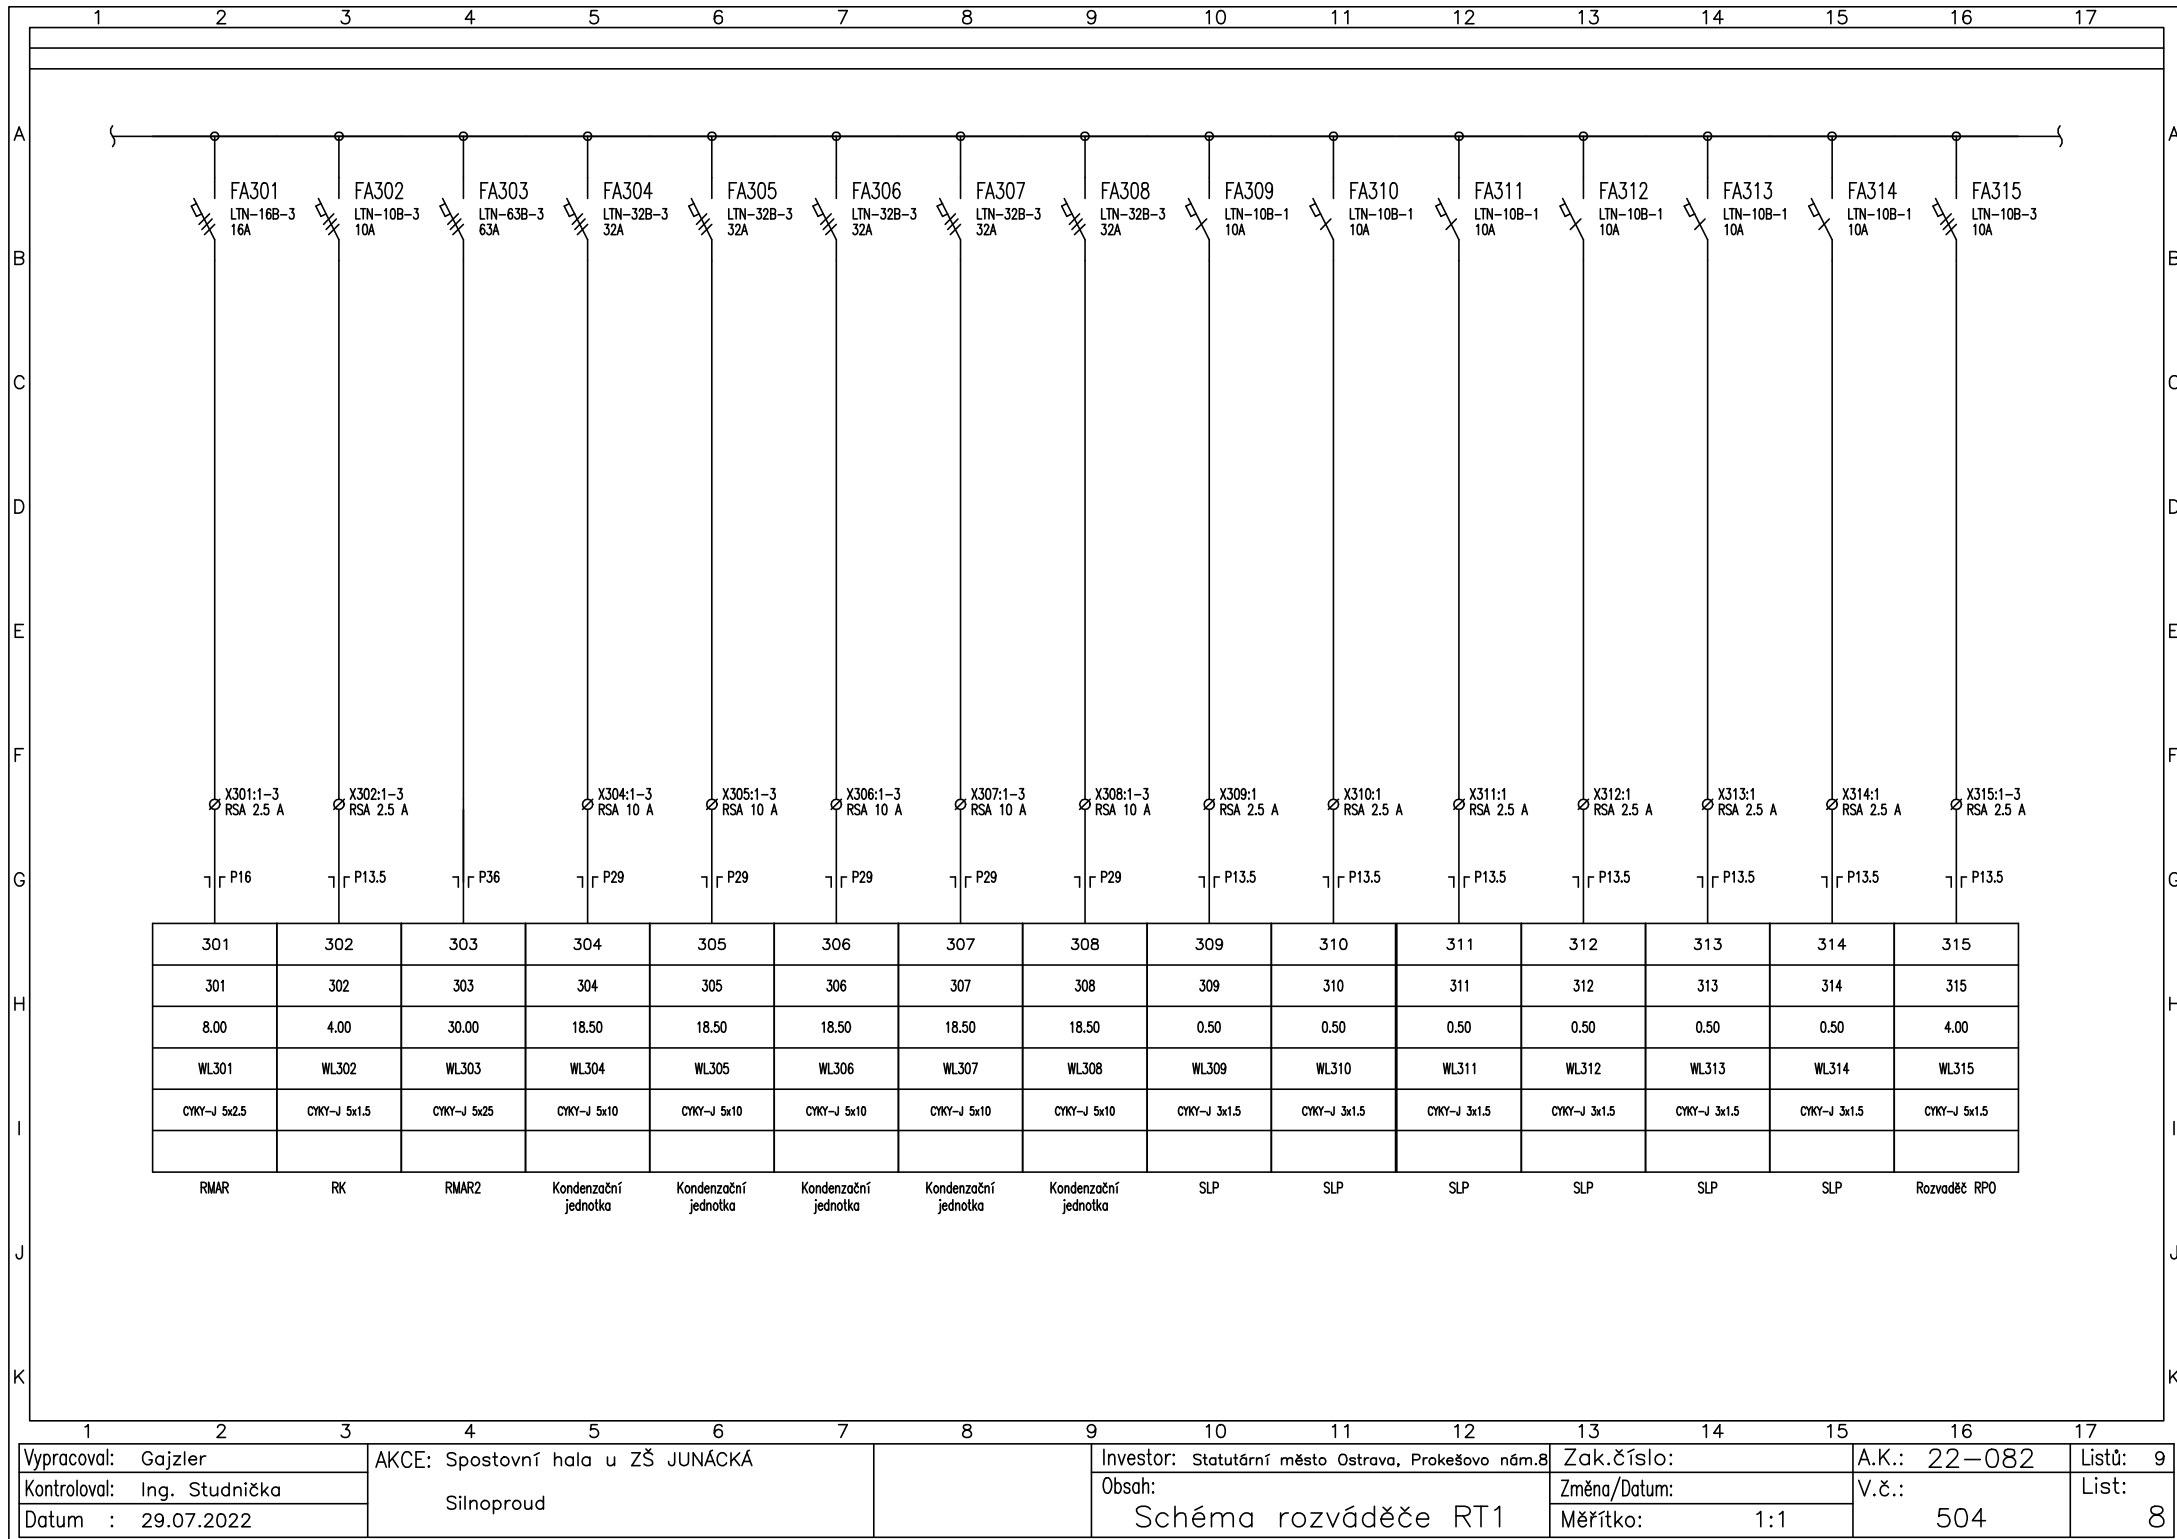 1 2 3 4 5 6 7 8 9 10 11 12 13 14 15 16 17
A A
FA301 FA302 FA303 FA304 FA305 FA306 FA307 FA308 FA309 FA310 FA311 FA312 FA313 FA314 FA315
LTN-16B-3 LTN-10B-3 LTN-63B-3 LTN-32B-3 LTN-32B-3 LTN-32B-3 LTN-32B-3 LTN-32B-3 LTN-10B-1 LTN-10B-1 LTN-10B-1 LTN-10B-1 LTN-10B-1 LTN-10B-1 LTN-10B-3
16A 10A 63A 32A 32A 32A 32A 32A 10A 10A 10A 10A 10A 10A 10A
B B
C C
D D
E E
F F
X301:1-3 X302:1-3 X304:1-3 X305:1-3 X306:1-3 X307:1-3 X308:1-3 X309:1 X310:1 X311:1 X312:1 X313:1 X314:1 X315:1-3
RSA 2.5 A RSA 2.5 A RSA 10 A RSA 10 A RSA 10 A RSA 10 A RSA 10 A RSA 2.5 A RSA 2.5 A RSA 2.5 A RSA 2.5 A RSA 2.5 A RSA 2.5 A RSA 2.5 A
G P16 P13.5 P36 P29 P29 P29 P29 P29 P13.5 P13.5 P13.5 P13.5 P13.5 P13.5 P13.5 G
301 302 303 304 305 306 307 308 309 310 311 312 313 314 315
301 302 303 304 305 306 307 308 309 310 311 312 313 314 315
H H
8.00 4.00 30.00 18.50 18.50 18.50 18.50 18.50 0.50 0.50 0.50 0.50 0.50 0.50 4.00
WL301 WL302 WL303 WL304 WL305 WL306 WL307 WL308 WL309 WL310 WL311 WL312 WL313 WL314 WL315
CYKY-J 5x2.5 CYKY-J 5x1.5 CYKY-J 5x25 CYKY-J 5x10 CYKY-J 5x10 CYKY-J 5x10 CYKY-J 5x10 CYKY-J 5x10 CYKY-J 3x1.5 CYKY-J 3x1.5 CYKY-J 3x1.5 CYKY-J 3x1.5 CYKY-J 3x1.5 CYKY-J 3x1.5 CYKY-J 5x1.5
I I
RMAR RK RMAR2 Kondenzační Kondenzační Kondenzační Kondenzační Kondenzační SLP SLP SLP SLP SLP SLP Rozvaděč RPO
jednotka jednotka jednotka jednotka jednotka
J J
K K
1 2 3 4 5 6 7 8 9 10 11 12 13 14 15 16 17
Vypracoval: Gajzler
Kontroloval: Ing. Studnička
Datum : 29.07.2022
AKCE: Spostovní hala u ZŠ JUNÁCKÁ
Silnoproud
Investor: Statutární město Ostrava, Prokešovo nám.8
Obsah:
Schéma rozváděče RT1
Zak.číslo:
Změna/Datum:
Měřítko: 1:1
A.K.: 22-082
V.č.:
504
Listů: 9
List:
8